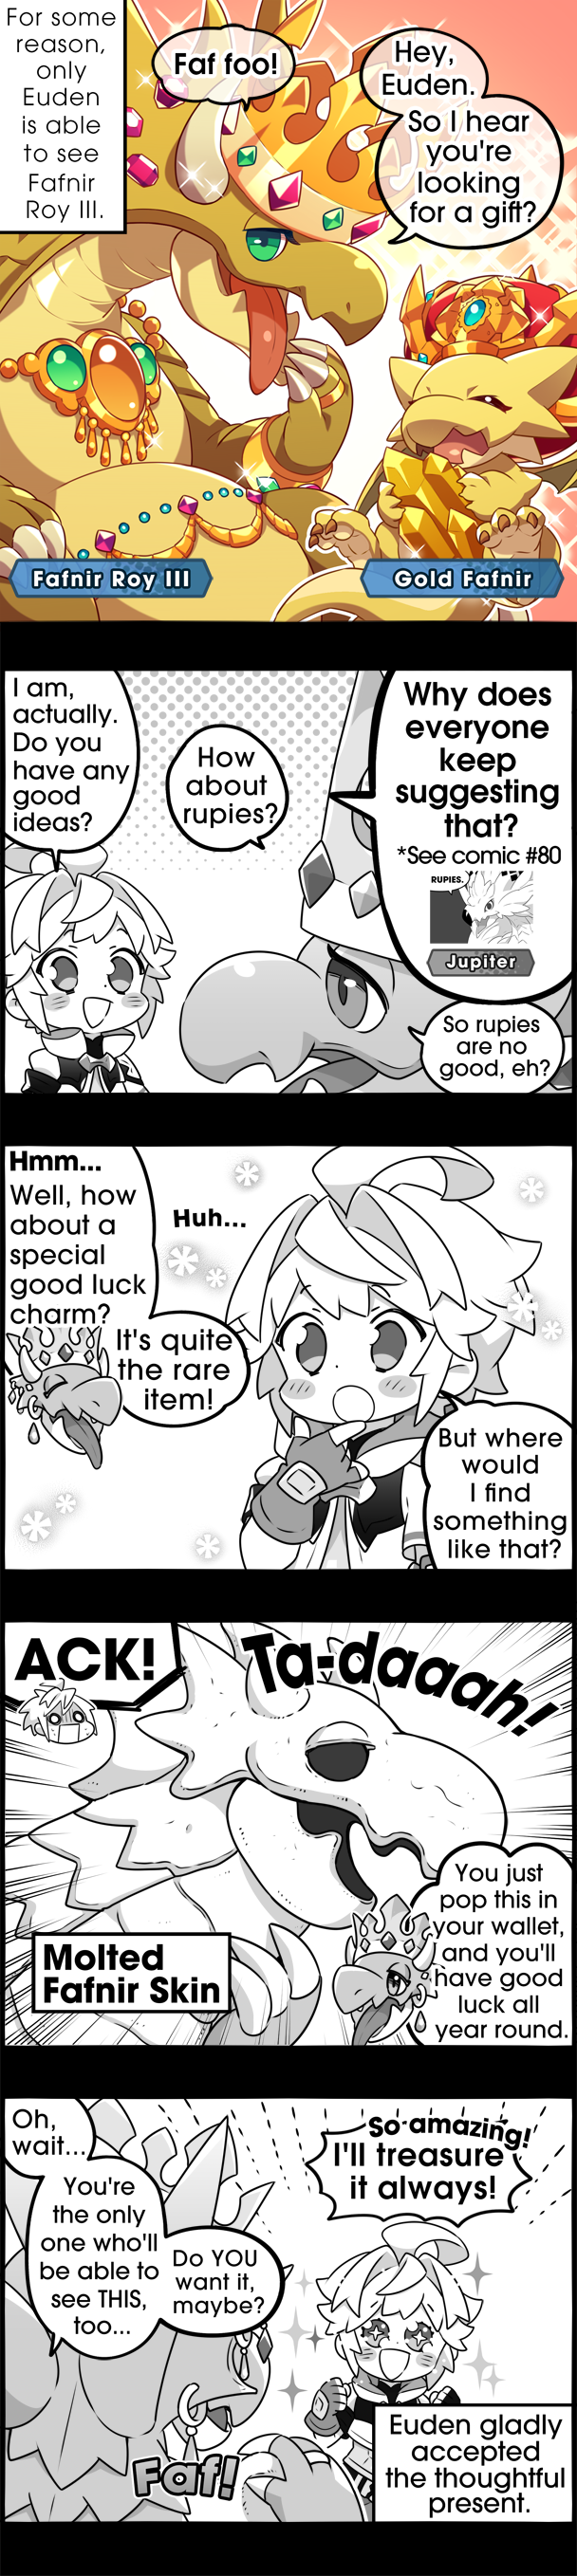 For some
reason,
only
Euden
is able
to see
Fafnir
Roy III.
Faf foo!
Hey,
Euden.
So I hear
you're
looking
for a gift?
Fafnir Roy III
Gold Fafnir
I am,
actually.
Do you
have any
good
ideas?
How
about
rupies?
Why does
everyone
keep
suggesting
that?
*See comic #80
RUPIES.
Jupiter
So rupies
are no
good, eh?
Hmm...
Well, how
about a
special
good luck
charm?
It's quite
the rare
item!
Huh...
But where
would
I find
something
like that?
ACK!
Ta-daaah!
Molted
Fafnir Skin
You just
pop this in
your wallet,
and you'll
have good
luck all
year round.
Oh,
wait...
You're
the only
one who'll
be able to
see THIS,
too...
Do YOU
want it,
maybe?
So amazing!
I'll treasure
it always!
Faf!
Euden gladly
accepted
the thoughtful
present.